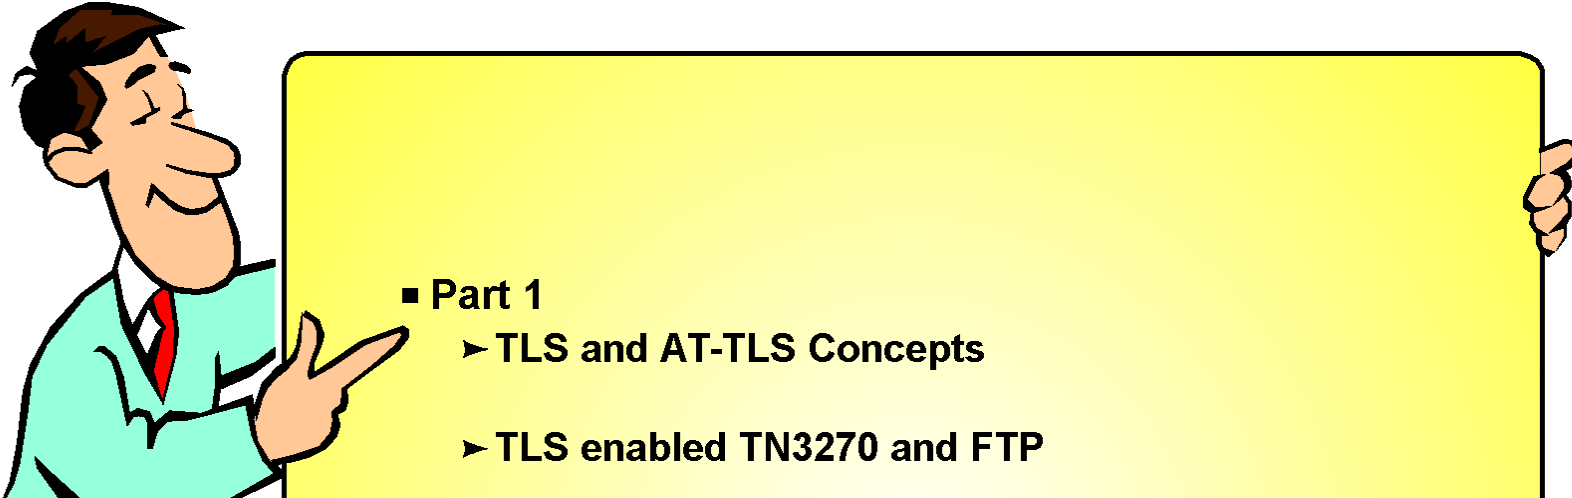 ■ Part 1
➢ TLS and AT-TLS Concepts
➢ TLS enabled TN3270 and FTP